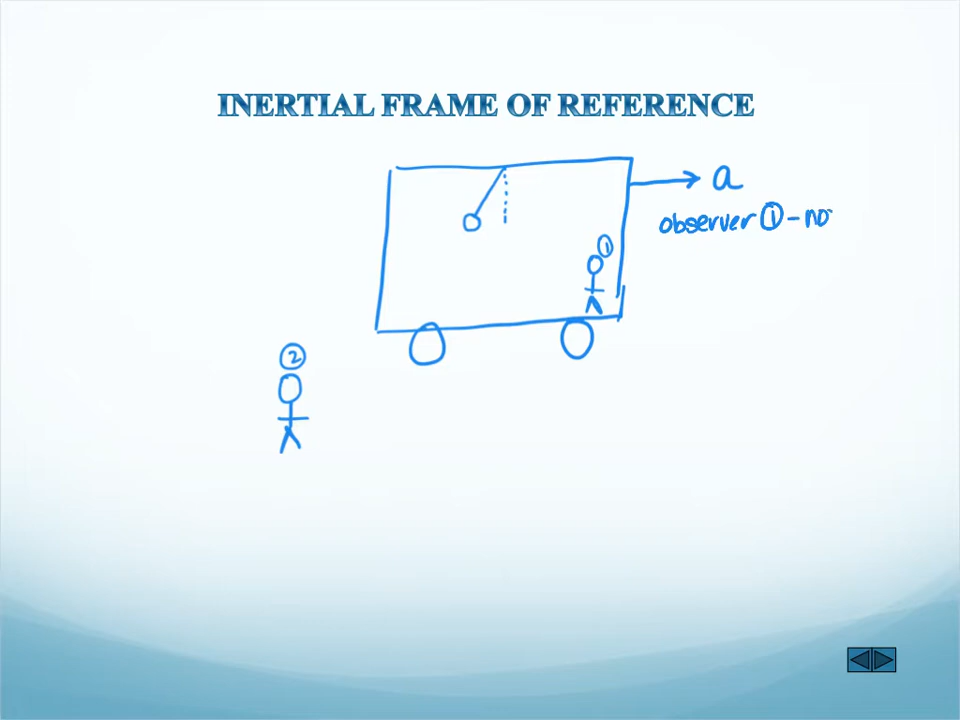 INERTIAL FRAME OF REFERENCE
a
observer ① - no
①
②